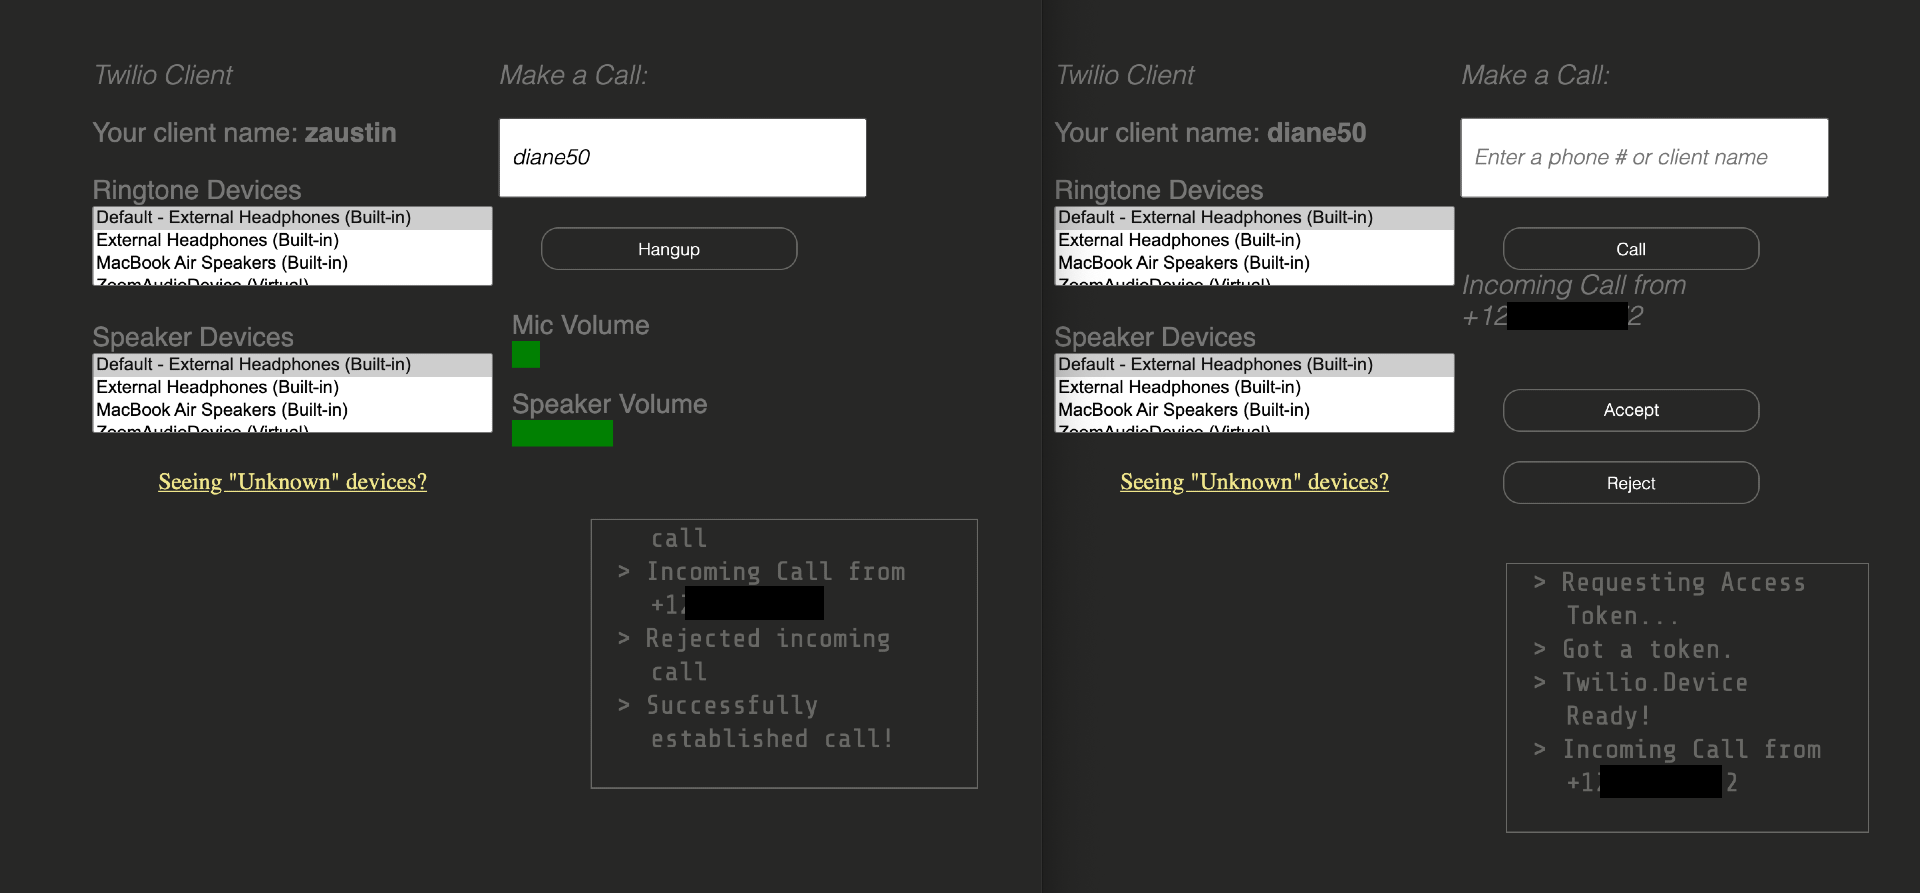 Twilio Client
Your client name: zaustin
Ringtone Devices
Default - External Headphones (Built-in)
External Headphones (Built-in)
MacBook Air Speakers (Built-in)
ZoomAudioDevice (Virtual)
Speaker Devices
Default - External Headphones (Built-in)
External Headphones (Built-in)
MacBook Air Speakers (Built-in)
ZoomAudioDevice (Virtual)
Seeing "Unknown" devices?
Make a Call:
diane50
Hangup
Mic Volume
Speaker Volume
call
> Incoming Call from
+12
> Rejected incoming
call
> Successfully
established call!
Twilio Client
Your client name: diane50
Ringtone Devices
Default - External Headphones (Built-in)
External Headphones (Built-in)
MacBook Air Speakers (Built-in)
ZoomAudioDevice (Virtual)
Speaker Devices
Default - External Headphones (Built-in)
External Headphones (Built-in)
MacBook Air Speakers (Built-in)
ZoomAudioDevice (Virtual)
Seeing "Unknown" devices?
Make a Call:
Enter a phone # or client name
Call
Incoming Call from
+12 2
Accept
Reject
> Requesting Access
Token...
> Got a token.
> Twilio.Device
Ready!
> Incoming Call from
+12 2